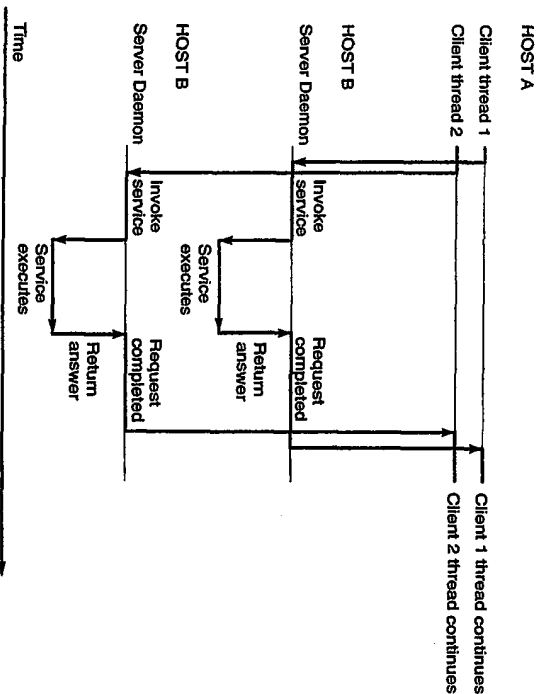 HOST A
Client thread 1
Client thread 2
Client 1 thread continues
Client 2 thread continues
HOST B
Server Daemon
Invoke
service
Request
completed
Service
executes
Return
answer
HOST B
Server Daemon
Invoke
service
Request
completed
Service
executes
Return
answer
Time